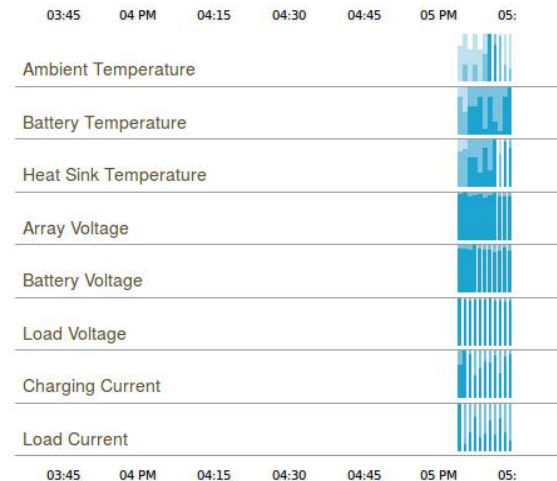 03:45 04 PM 04:15 04:30 04:45 05 PM 05:
Ambient Temperature
Battery Temperature
Heat Sink Temperature
Array Voltage
Battery Voltage
Load Voltage
Charging Current
Load Current
03:45 04 PM 04:15 04:30 04:45 05 PM 05: